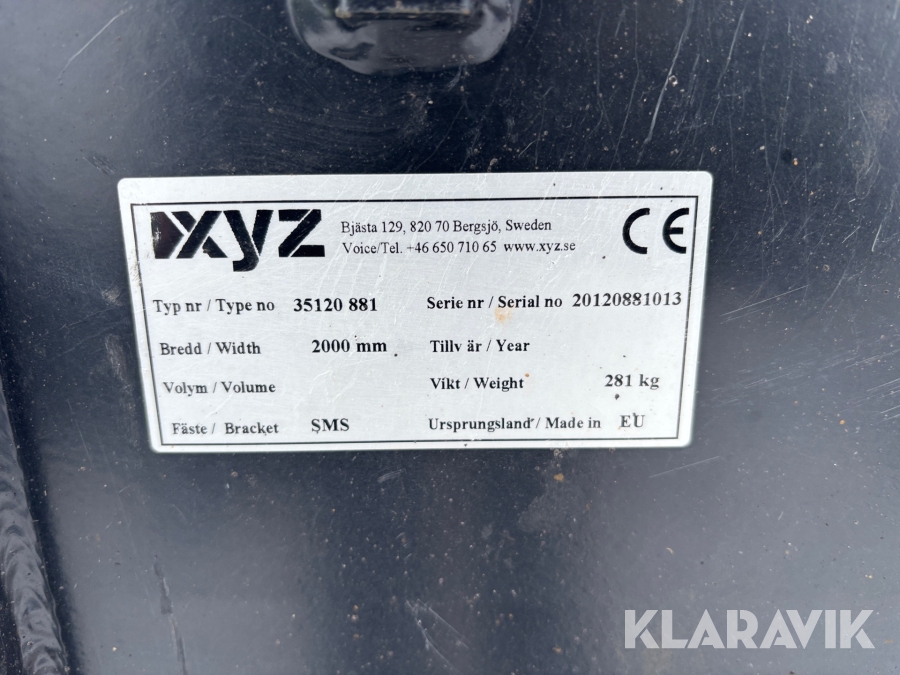 XYZ
Bjästa 129, 820 70 Bergsjö, Sweden
Voice/Tel. +46 650 710 65 www.xyz.se
CE
Typ nr / Type no 35120 881 Serie nr / Serial no 20120881013
Bredd / Width 2000 mm Tillv år / Year
Volym / Volume Vikt / Weight 281 kg
Fäste / Bracket SMS Ursprungsland / Made in EU
KLARAVIK